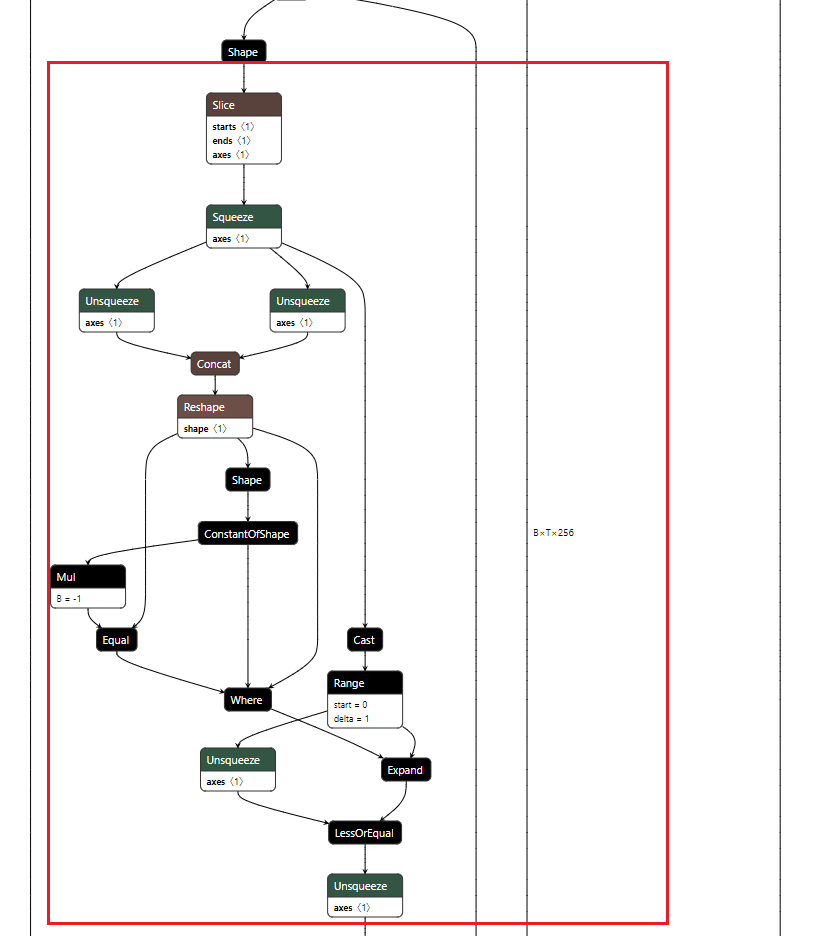 Shape
Slice
starts 〈1〉
ends 〈1〉
axes 〈1〉
Squeeze
axes 〈1〉
Unsqueeze
axes 〈1〉
Unsqueeze
axes 〈1〉
Concat
Reshape
shape 〈1〉
Shape
ConstantOfShape
B×T×256
Mul
B = -1
Equal
Cast
Where
Range
start = 0
delta = 1
Unsqueeze
axes 〈1〉
Expand
LessOrEqual
Unsqueeze
axes 〈1〉